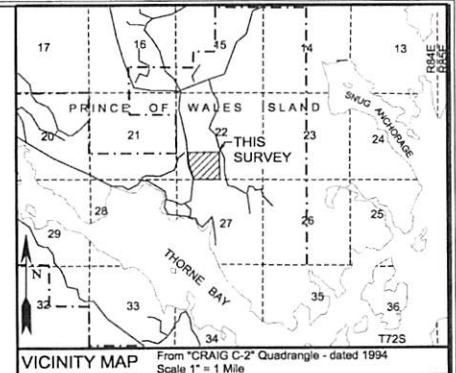 17 16 15 14 13
R84E
R85E
PRINCE OF WALES ISLAND
SNUG ANCHORAGE
20 21 22 23 24
THIS
SURVEY
28 27 26 25
29
THORNE BAY
N
32 33 35 36
34 T72S
VICINITY MAP
From "CRAIG C-2" Quadrangle - dated 1994
Scale 1" = 1 Mile